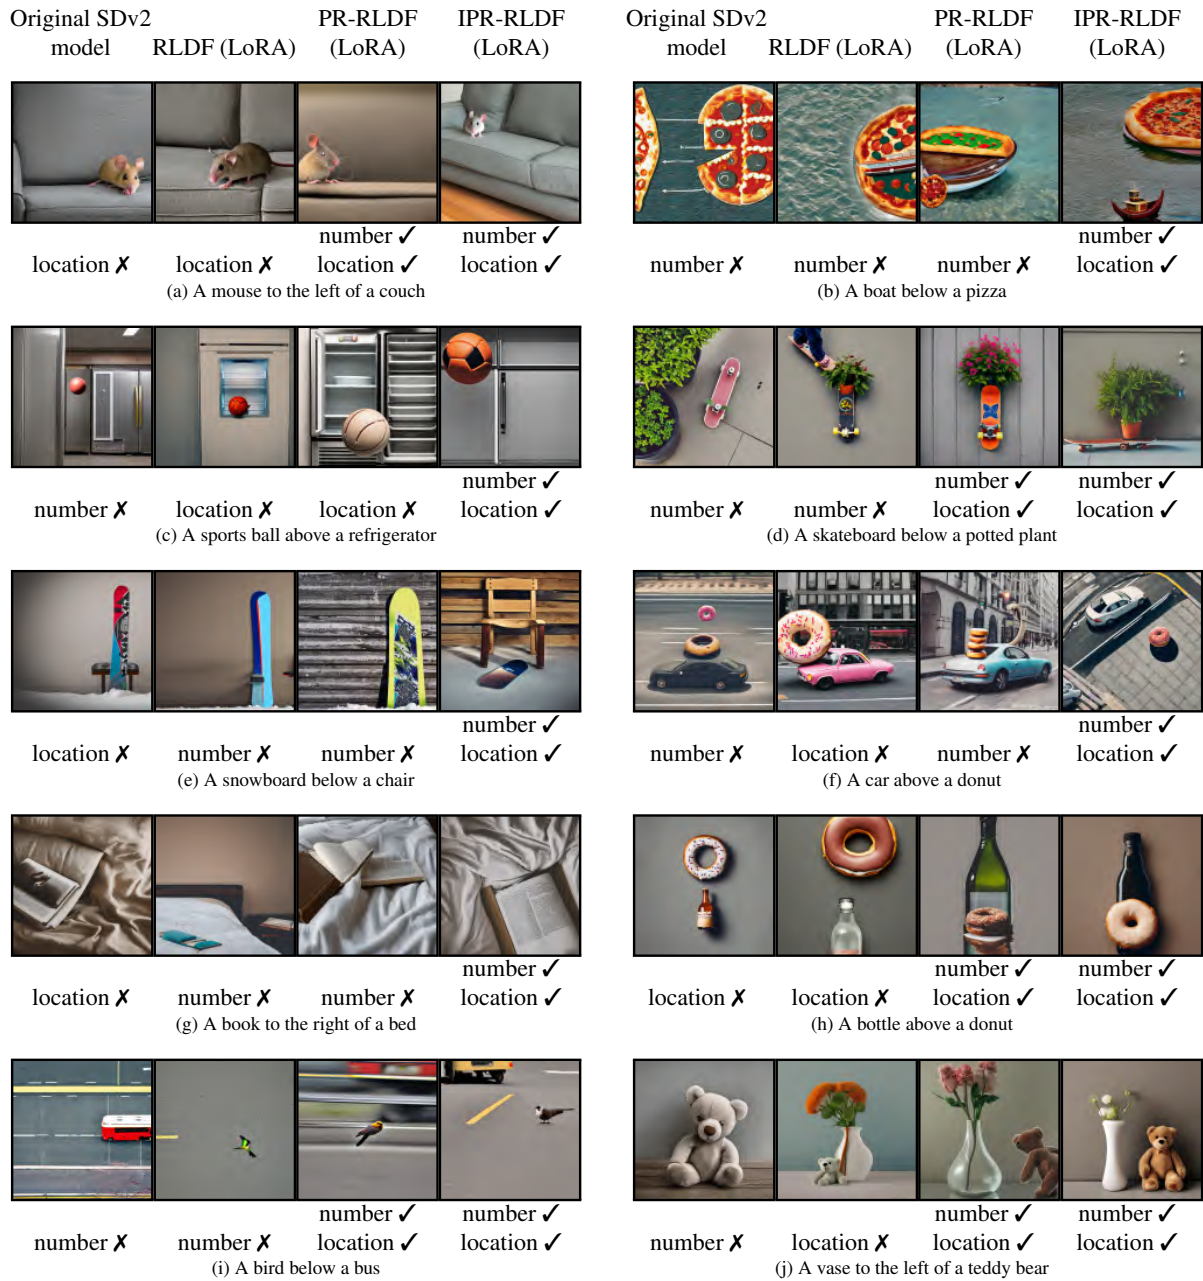 Original SDv2 model RLDF (LoRA) PR-RLDF (LoRA) IPR-RLDF (LoRA)
Original SDv2 model RLDF (LoRA) PR-RLDF (LoRA) IPR-RLDF (LoRA)
number ✓ number ✓
location ✗ location ✗ location ✓ location ✓
(a) A mouse to the left of a couch
number ✓
number ✗ number ✗ number ✗ location ✓
(b) A boat below a pizza
number ✓
number ✗ location ✗ location ✗ location ✓
(c) A sports ball above a refrigerator
number ✓ number ✓
number ✗ number ✗ location ✓ location ✓
(d) A skateboard below a potted plant
number ✓
location ✗ number ✗ number ✗ location ✓
(e) A snowboard below a chair
number ✓
number ✗ location ✗ number ✗ location ✓
(f) A car above a donut
number ✓
location ✗ number ✗ number ✗ location ✓
(g) A book to the right of a bed
number ✓ number ✓
location ✗ location ✗ location ✓ location ✓
(h) A bottle above a donut
number ✓ number ✓
number ✗ number ✗ location ✓ location ✓
(i) A bird below a bus
number ✓ number ✓
number ✗ location ✗ location ✓ location ✓
(j) A vase to the left of a teddy bear